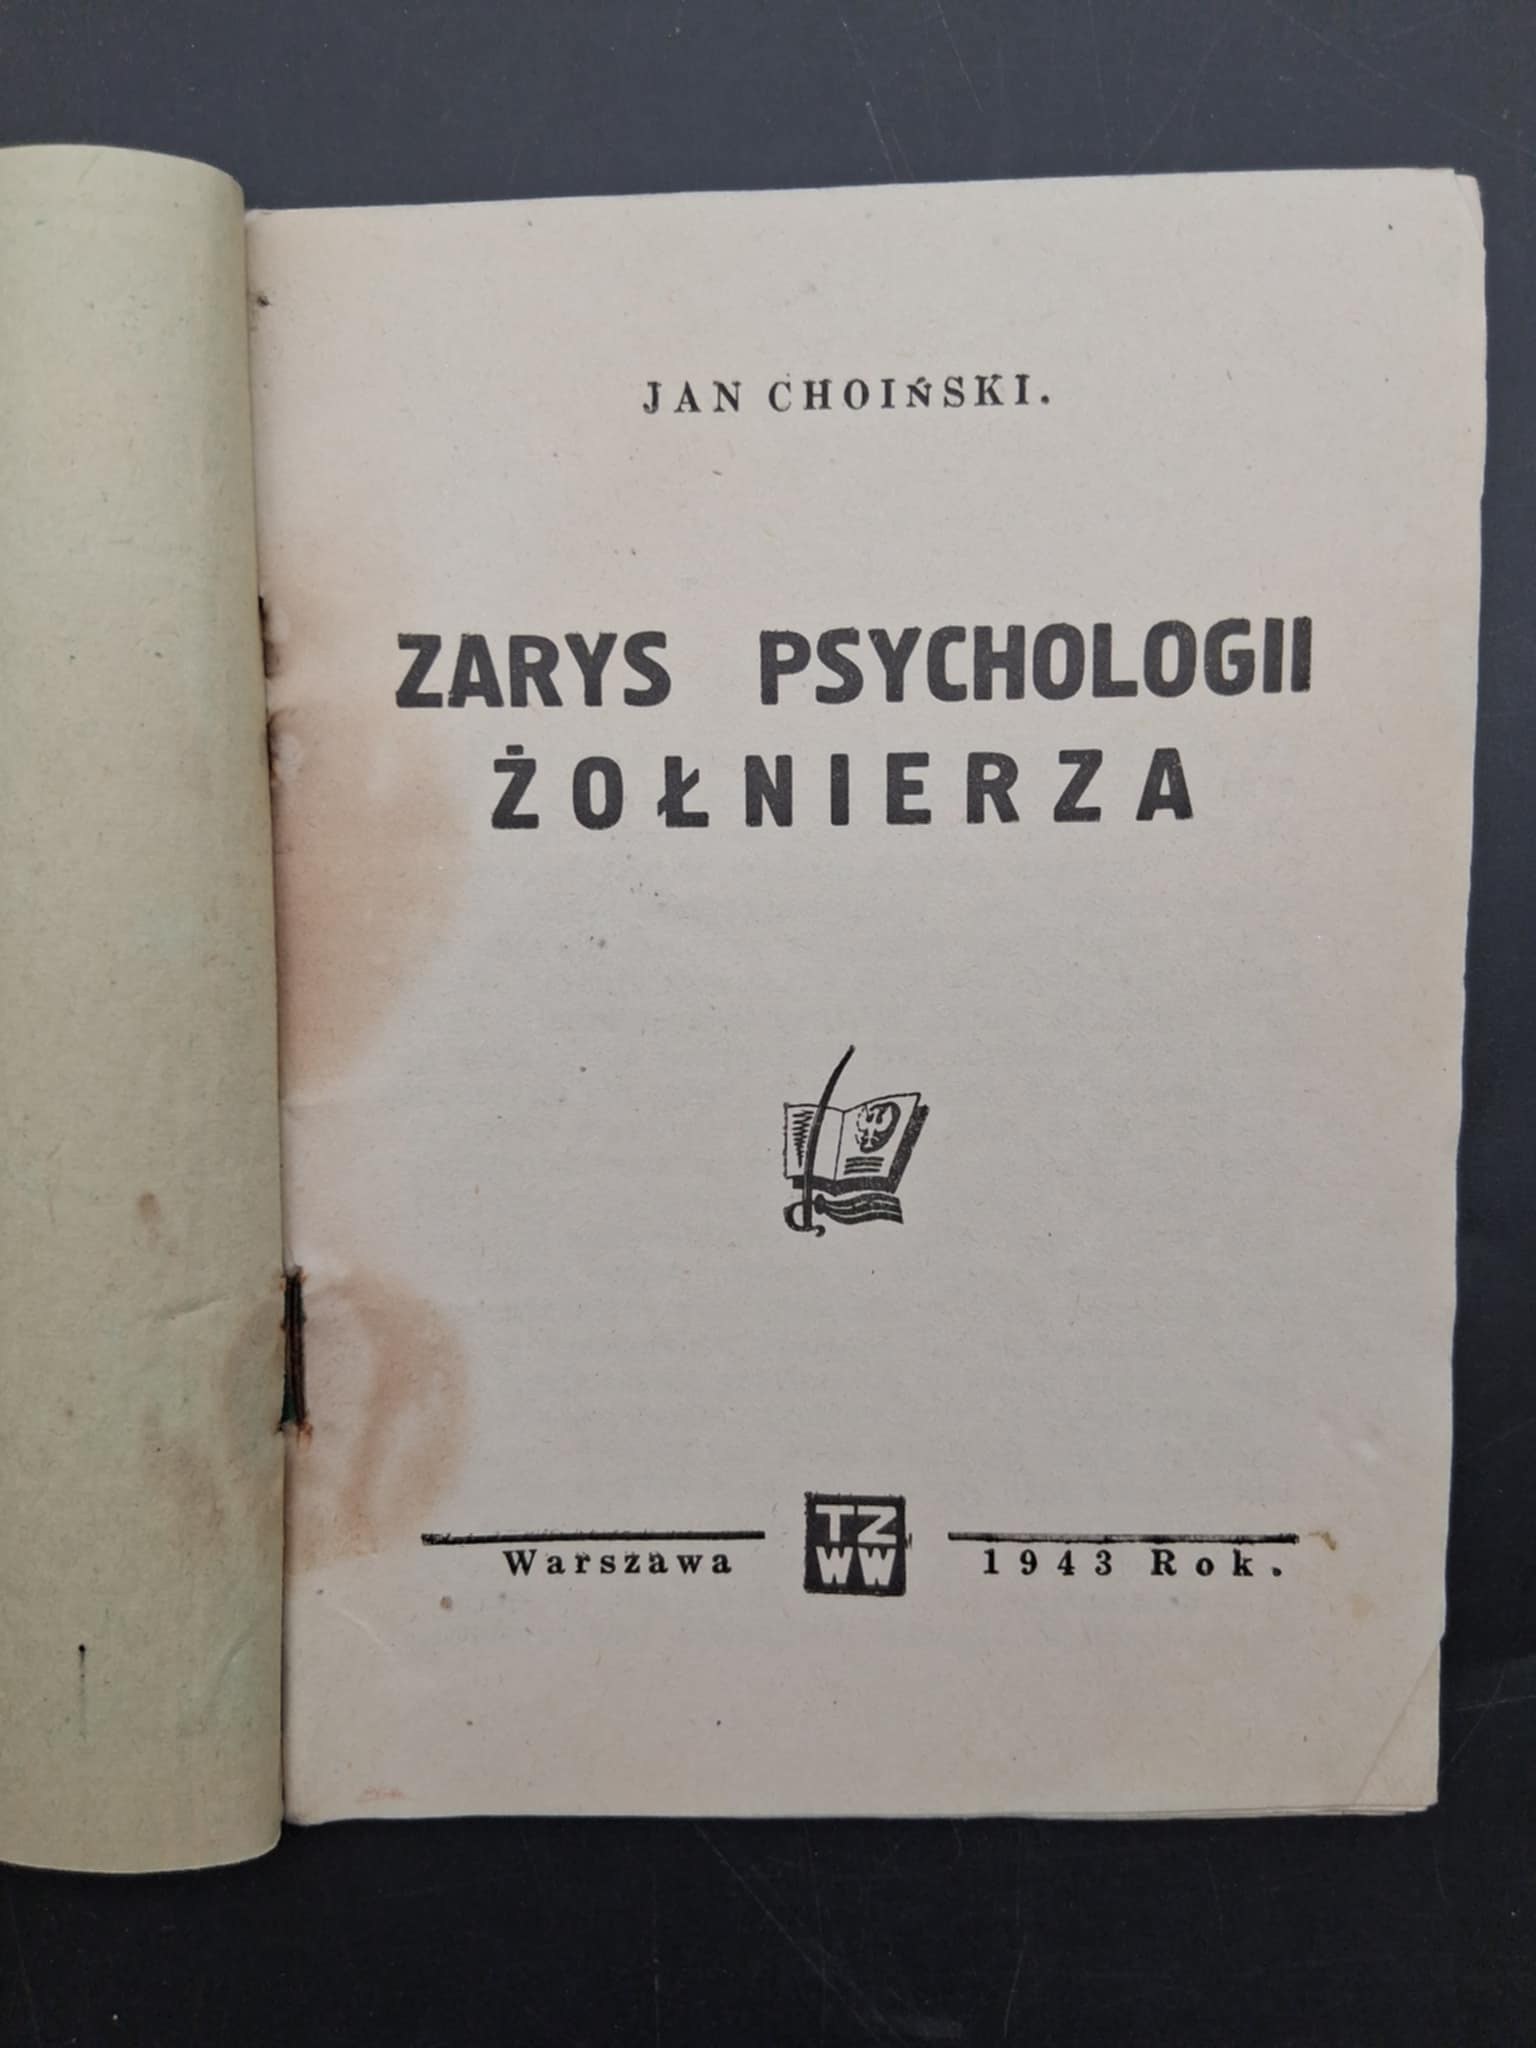 JAN CHOIŃSKI.
ZARYS PSYCHOLOGII
ŻOŁNIERZA
TZ
WW
Warszawa 1943 Rok.